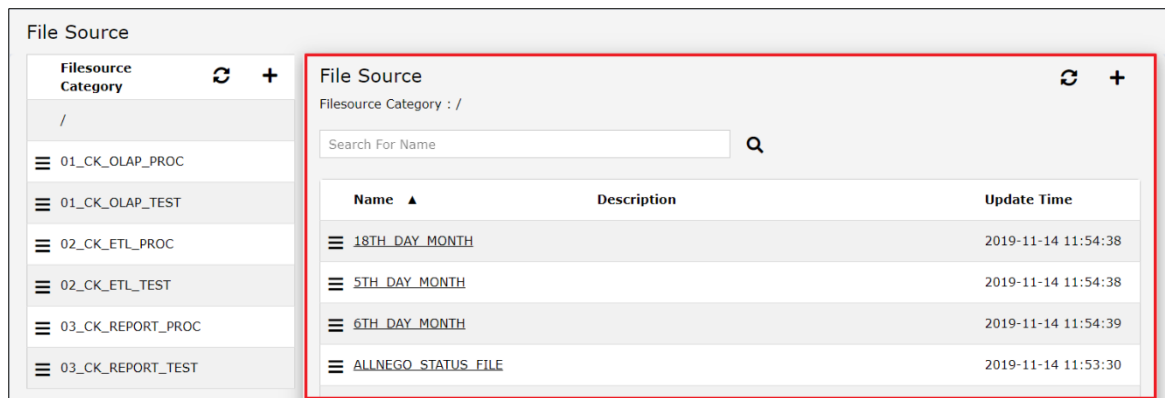 File Source
Filesource
Category
/
01_CK_OLAP_PROC
01_CK_OLAP_TEST
02_CK_ETL_PROC
02_CK_ETL_TEST
03_CK_REPORT_PROC
03_CK_REPORT_TEST
File Source
Filesource Category : /
Search For Name
Name ▲ Description Update Time
18TH_DAY_MONTH 2019-11-14 11:54:38
5TH_DAY_MONTH 2019-11-14 11:54:38
6TH_DAY_MONTH 2019-11-14 11:54:39
ALLNEGO_STATUS_FILE 2019-11-14 11:53:30